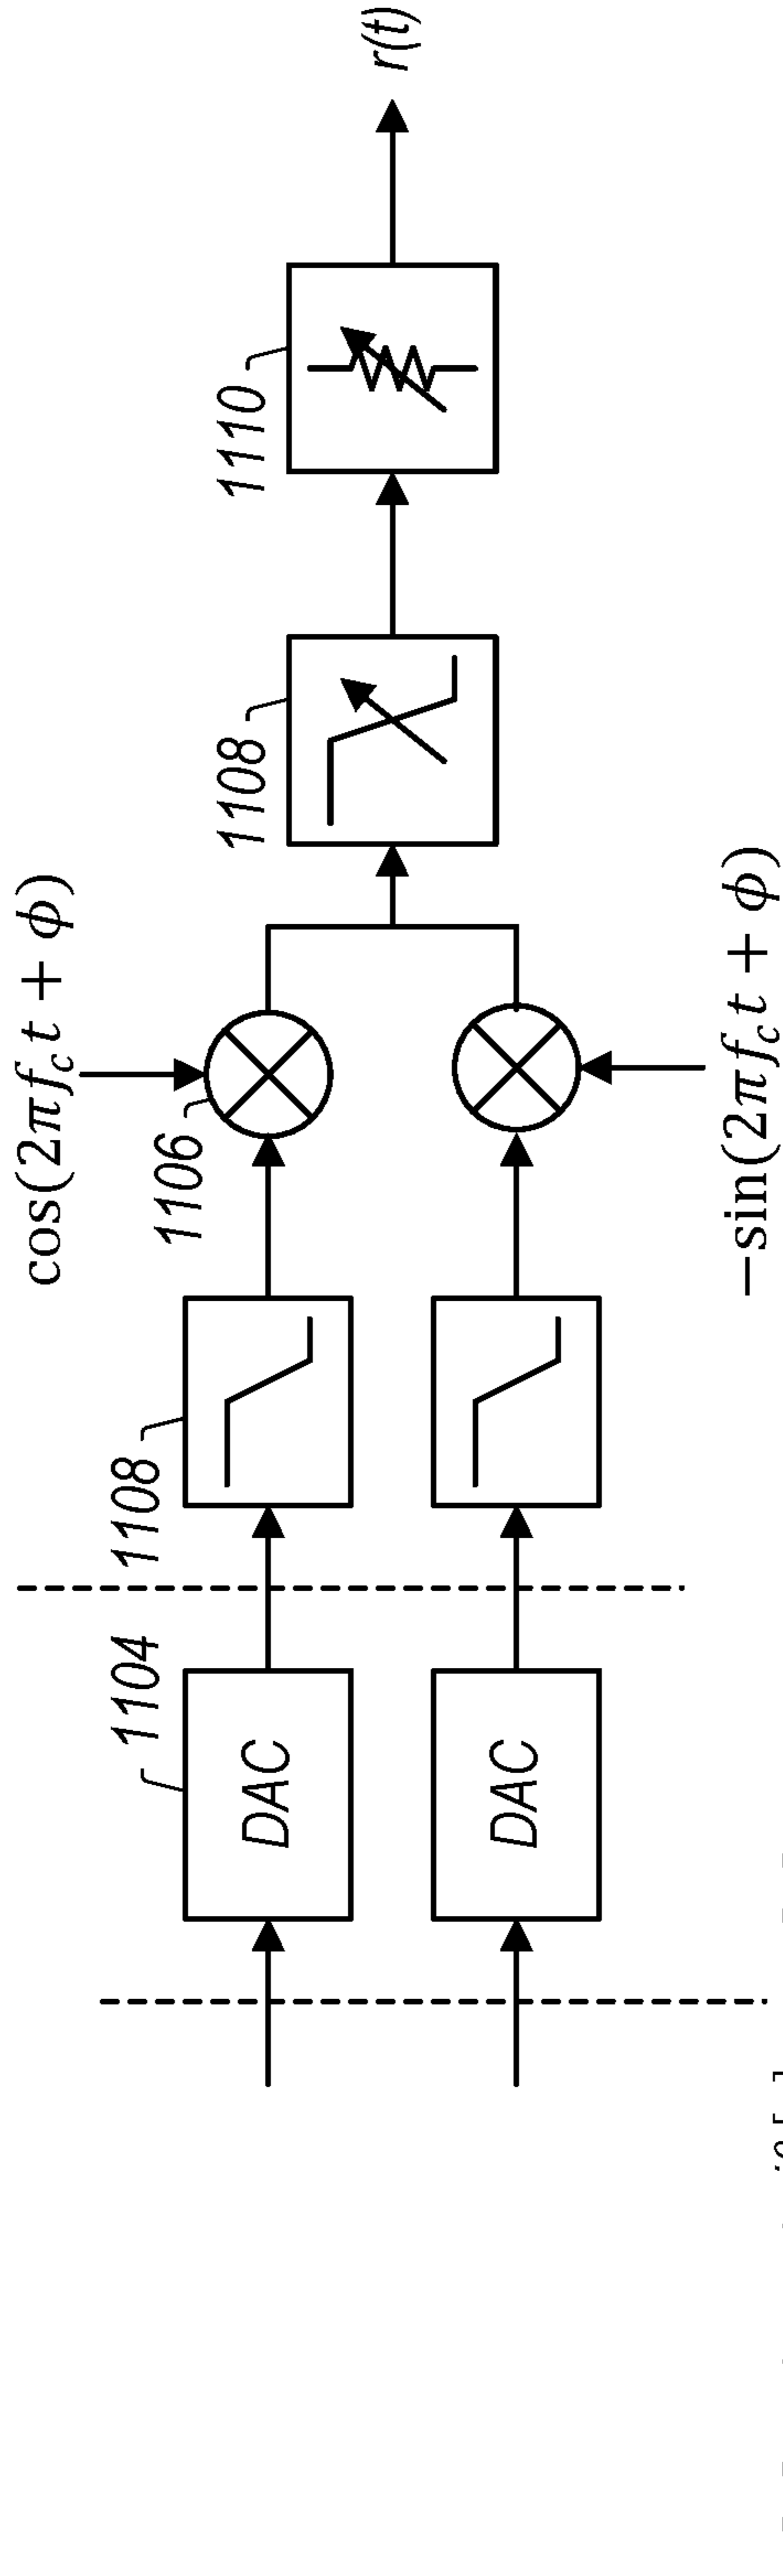 cos(2πf_c t + ϕ)
1104
1108
1106
1108
1110
r(t)
DAC
DAC
−sin(2πf_c t + ϕ)